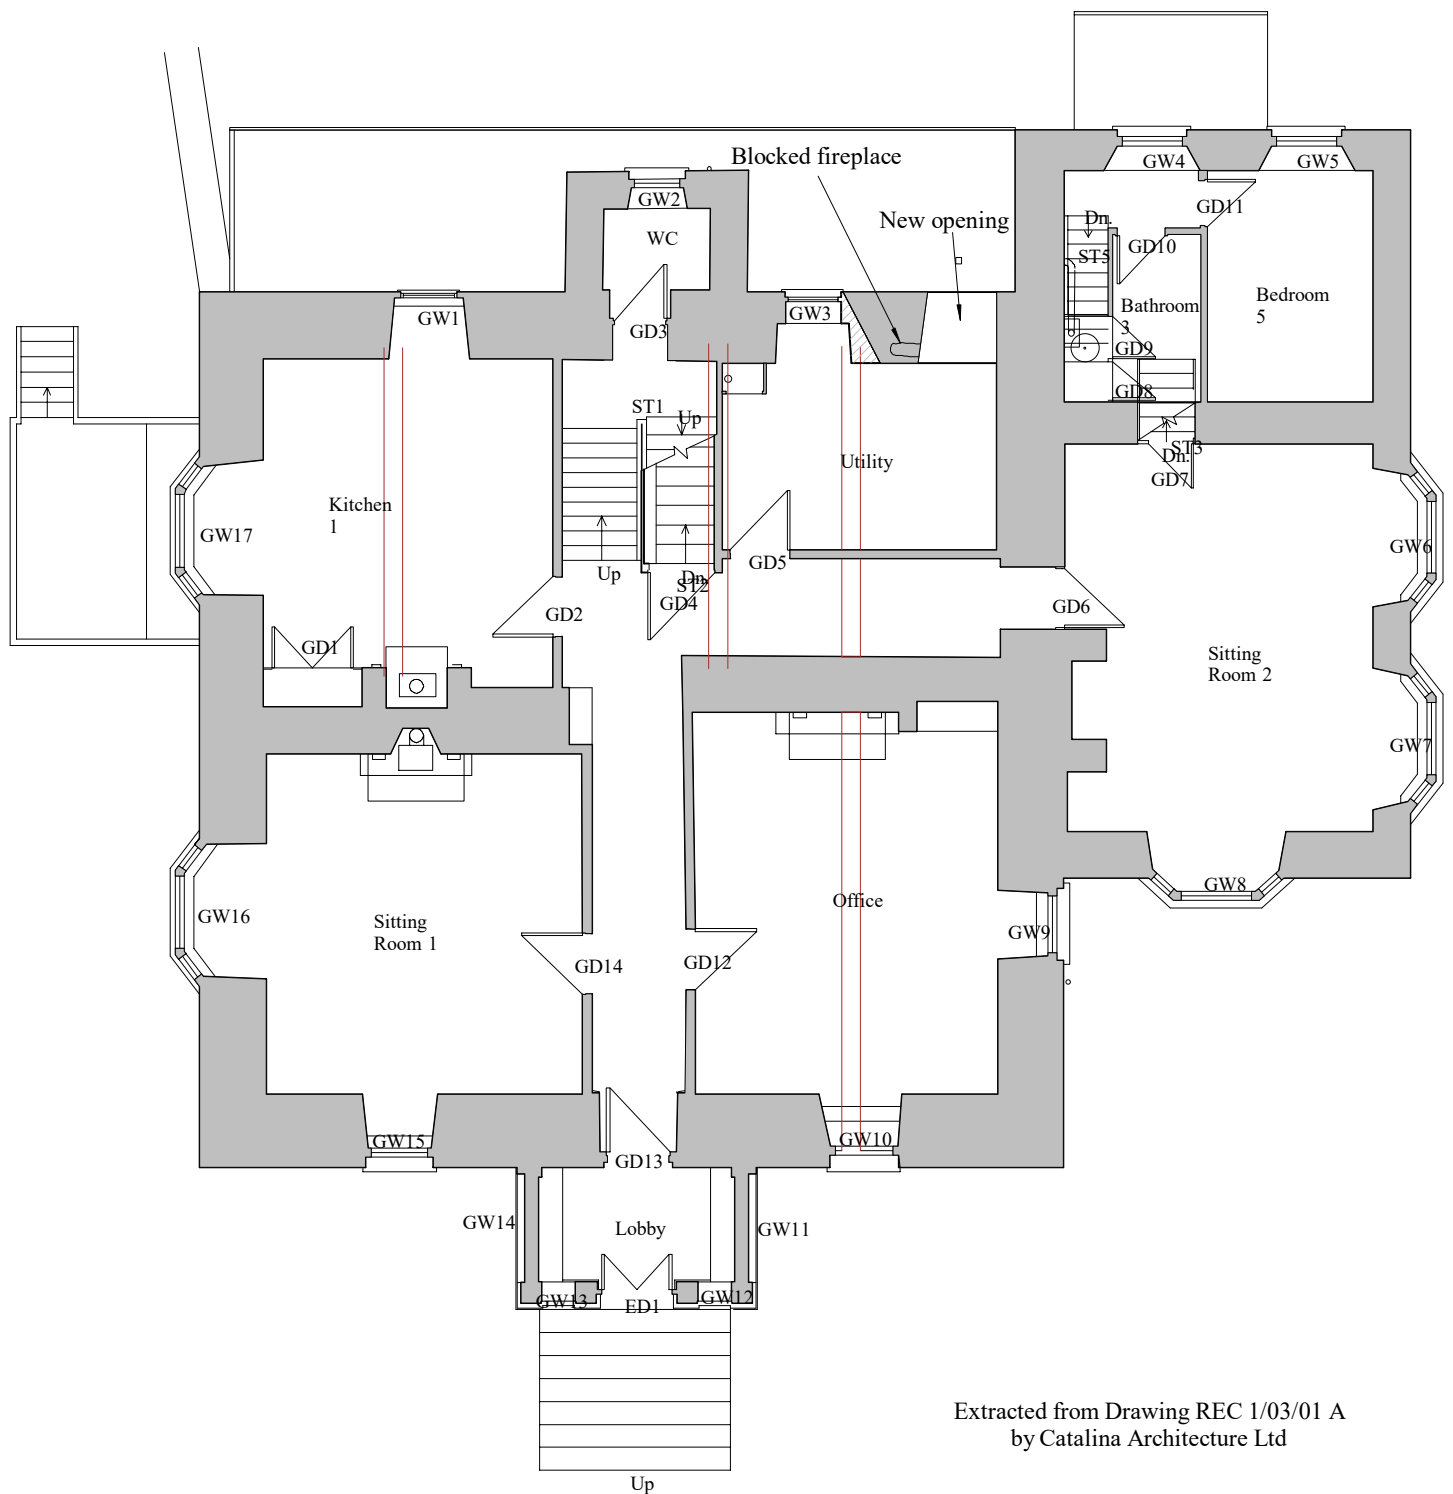 Blocked fireplace
GW4
GW5
GW2
New opening
GD11
Dn.
WC
GD10
ST5
Bedroom
5
Bathroom
3
GW1
GW3
GD3
GD9
GD8
ST1
Up
ST3
Dn.
GD7
Utility
Kitchen
1
GW17
GW6
GD5
Up
Dn.
ST2
GD4
GD2
GD6
GD1
Sitting
Room 2
GW7
GW8
Office
GW16
Sitting
Room 1
GW9
GD14
GD12
GW15
GW10
GD13
GW14
Lobby
GW11
GW13
ED1
GW12
Up
Extracted from Drawing REC 1/03/01 A
by Catalina Architecture Ltd